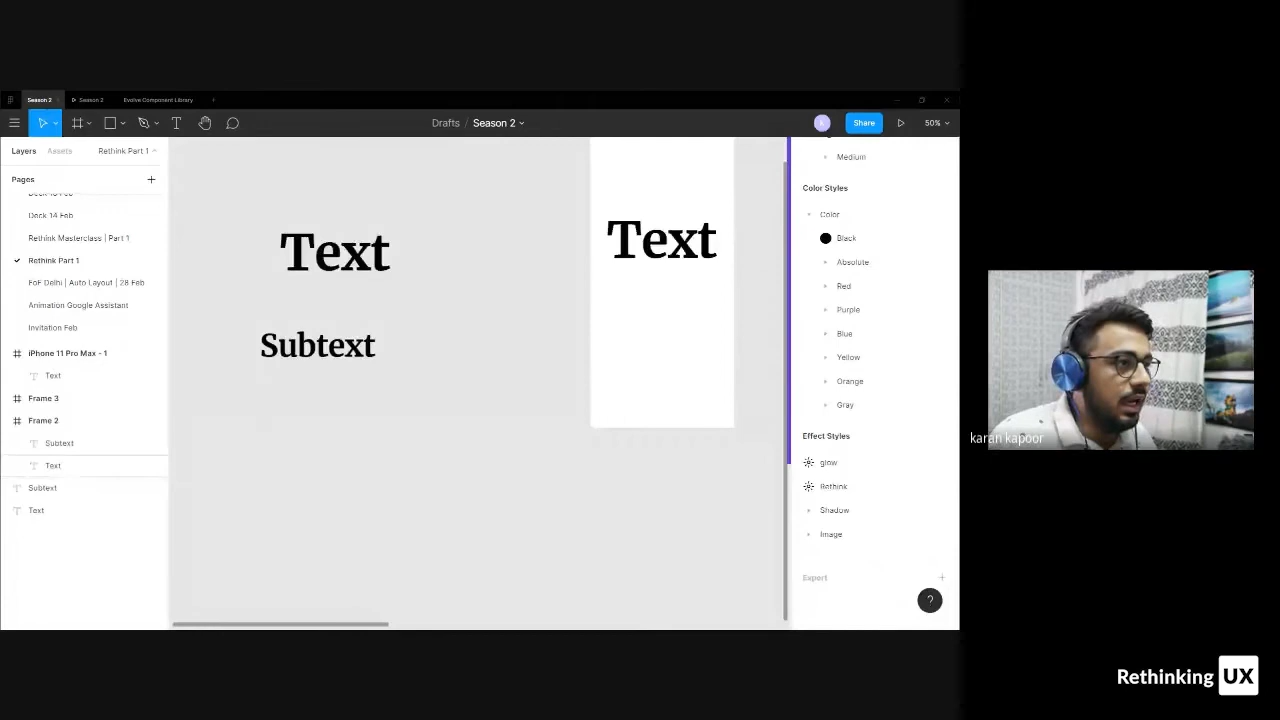 Season 2
Season 2
Evolve Component Library
Drafts / Season 2
Share
50%
Layers
Assets
Rethink Part 1
Pages
Deck 14 Feb
Rethink Masterclass | Part 1
Rethink Part 1
FoF Delhi | Auto Layout | 28 Feb
Animation Google Assistant
Invitation Feb
iPhone 11 Pro Max - 1
Text
Frame 3
Frame 2
Subtext
Text
Subtext
Text
Text
Subtext
Text
Medium
Color Styles
Color
Black
Absolute
Red
Purple
Blue
Yellow
Orange
Gray
Effect Styles
glow
Rethink
Shadow
Image
Export
?
karan kapoor
Rethinking UX